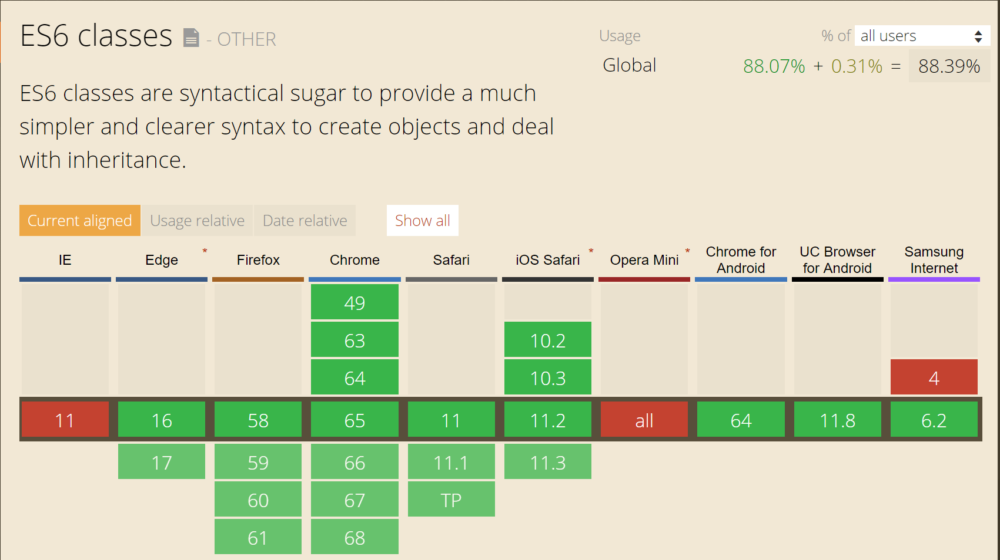 ES6 classes - OTHER
Usage % of all users
Global 88.07% + 0.31% = 88.39%
ES6 classes are syntactical sugar to provide a much
simpler and clearer syntax to create objects and deal
with inheritance.
Current aligned Usage relative Date relative Show all
IE Edge * Firefox Chrome Safari iOS Safari * Opera Mini * Chrome for Android UC Browser for Android Samsung Internet
49
63 10.2
64 10.3 4
11 16 58 65 11 11.2 all 64 11.8 6.2
17 59 66 11.1 11.3
60 67 TP
61 68